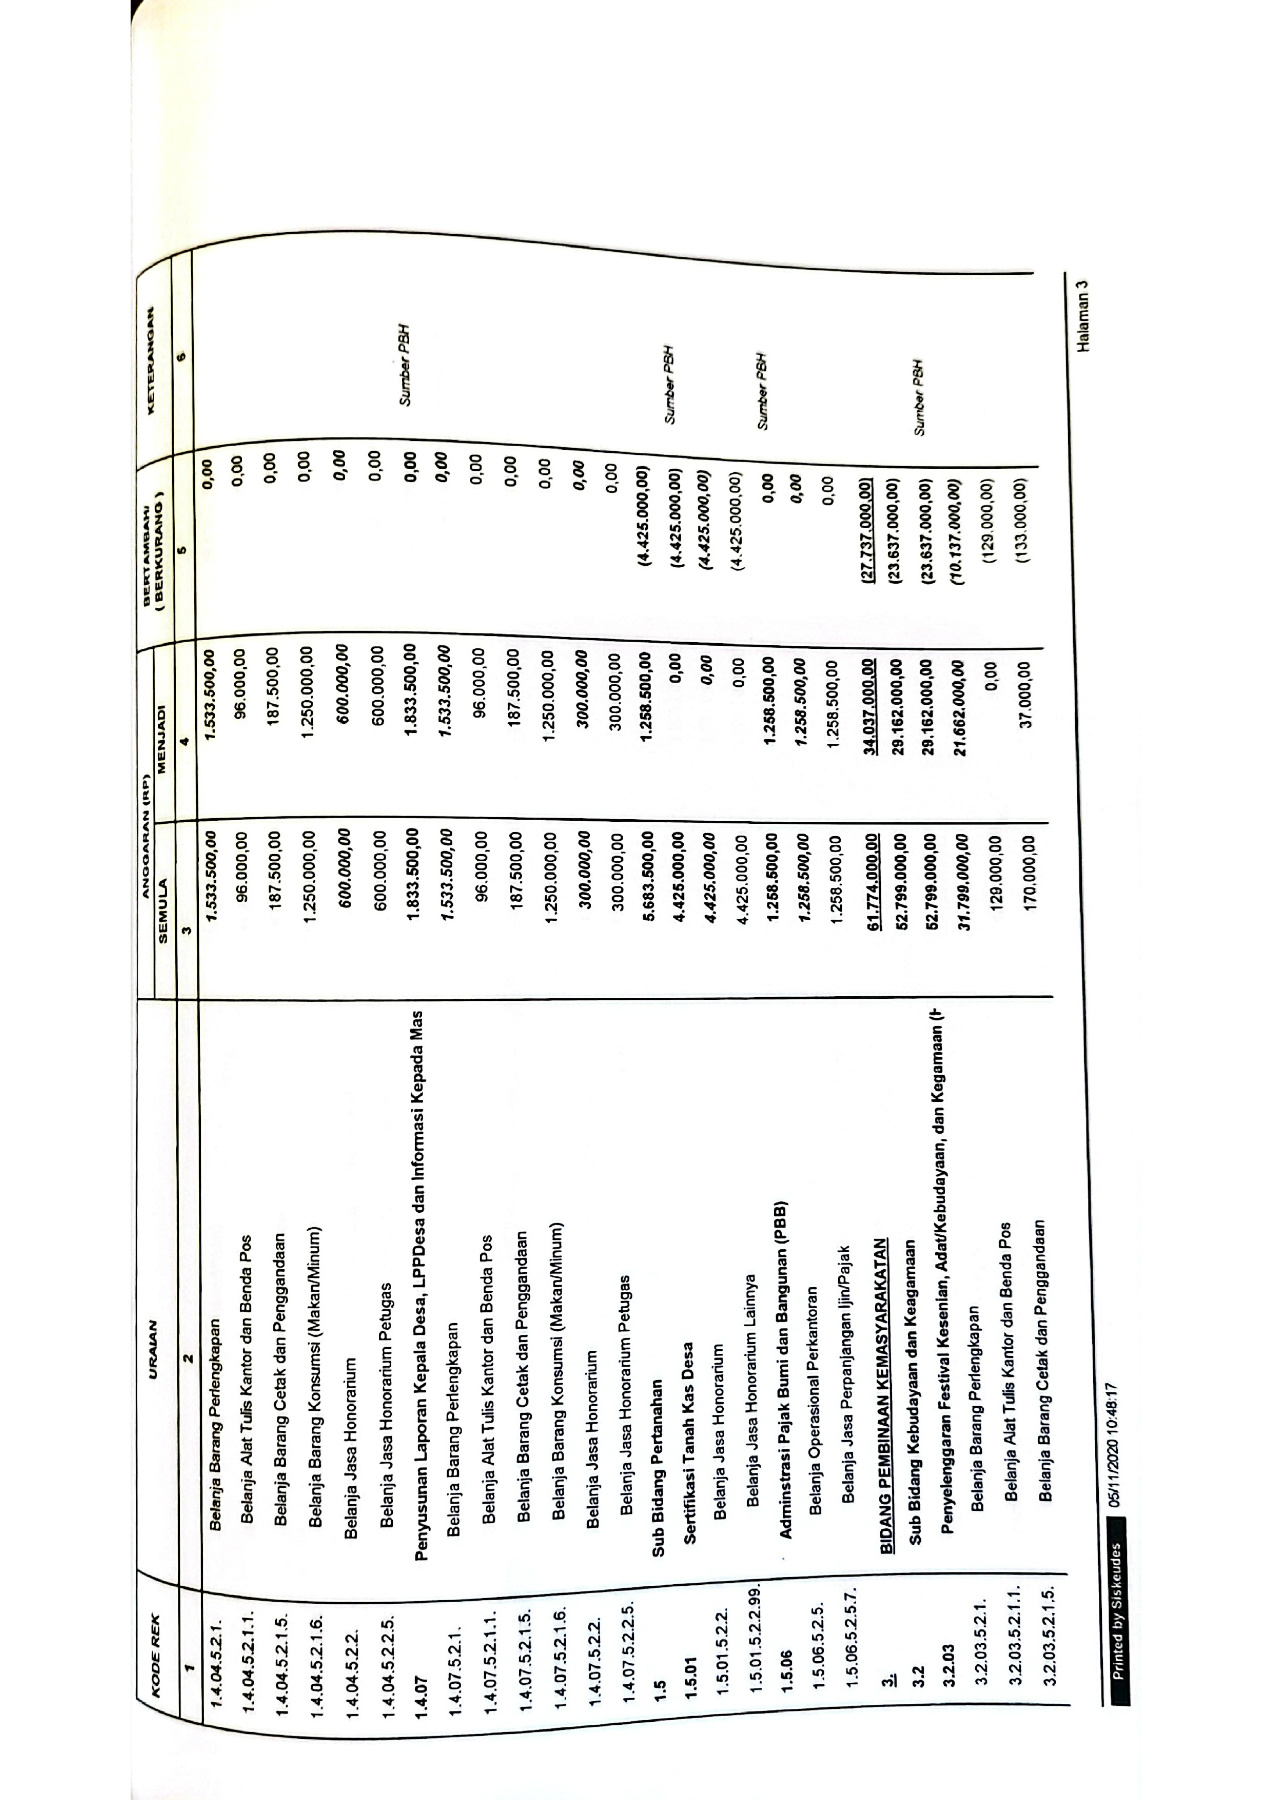 KODE REK URAIAN ANGGARAN (RP) BERTAMBAH/ KETERANGAN
SEMULA MENJADI ( BERKURANG )
1 2 3 4 5 6
1.4.04.5.2.1. Belanja Barang Perlengkapan 1.533.500,00 1.533.500,00 0,00
1.4.04.5.2.1.1. Belanja Alat Tulis Kantor dan Benda Pos 96.000,00 96.000,00 0,00
1.4.04.5.2.1.5. Belanja Barang Cetak dan Penggandaan 187.500,00 187.500,00 0,00
1.4.04.5.2.1.6. Belanja Barang Konsumsi (Makan/Minum) 1.250.000,00 1.250.000,00 0,00
1.4.04.5.2.2. Belanja Jasa Honorarium 600.000,00 600.000,00 0,00
1.4.04.5.2.2.5. Belanja Jasa Honorarium Petugas 600.000,00 600.000,00 0,00
1.4.07 Penyusunan Laporan Kepala Desa, LPPDesa dan Informasi Kepada Mas 1.833.500,00 1.833.500,00 0,00 Sumber PBH
1.4.07.5.2.1. Belanja Barang Perlengkapan 1.533.500,00 1.533.500,00 0,00
1.4.07.5.2.1.1. Belanja Alat Tulis Kantor dan Benda Pos 96.000,00 96.000,00 0,00
1.4.07.5.2.1.5. Belanja Barang Cetak dan Penggandaan 187.500,00 187.500,00 0,00
1.4.07.5.2.1.6. Belanja Barang Konsumsi (Makan/Minum) 1.250.000,00 1.250.000,00 0,00
1.4.07.5.2.2. Belanja Jasa Honorarium 300.000,00 300.000,00 0,00
1.4.07.5.2.2.5. Belanja Jasa Honorarium Petugas 300.000,00 300.000,00 0,00
1.5 Sub Bidang Pertanahan 5.683.500,00 1.258.500,00 (4.425.000,00)
1.5.01 Sertifikasi Tanah Kas Desa 4.425.000,00 0,00 (4.425.000,00) Sumber PBH
1.5.01.5.2.2. Belanja Jasa Honorarium 4.425.000,00 0,00 (4.425.000,00)
1.5.01.5.2.2.99. Belanja Jasa Honorarium Lainnya 4.425.000,00 0,00 (4.425.000,00)
1.5.06 Adminstrasi Pajak Bumi dan Bangunan (PBB) 1.258.500,00 1.258.500,00 0,00 Sumber PBH
1.5.06.5.2.5. Belanja Operasional Perkantoran 1.258.500,00 1.258.500,00 0,00
1.5.06.5.2.5.7. Belanja Jasa Perpanjangan Ijin/Pajak 1.258.500,00 1.258.500,00 0,00
3. BIDANG PEMBINAAN KEMASYARAKATAN 61.774.000,00 34.037.000,00 (27.737.000,00)
3.2 Sub Bidang Kebudayaan dan Keagamaan 52.799.000,00 29.162.000,00 (23.637.000,00)
3.2.03 Penyelenggaran Festival Kesenian, Adat/Kebudayaan, dan Kegamaan (H 52.799.000,00 29.162.000,00 (23.637.000,00) Sumber PBH
3.2.03.5.2.1. Belanja Barang Perlengkapan 31.799.000,00 21.662.000,00 (10.137.000,00)
3.2.03.5.2.1.1. Belanja Alat Tulis Kantor dan Benda Pos 129.000,00 0,00 (129.000,00)
3.2.03.5.2.1.5. Belanja Barang Cetak dan Penggandaan 170.000,00 37.000,00 (133.000,00)
Printed by Siskeudes 05/11/2020 10:48:17 Halaman 3